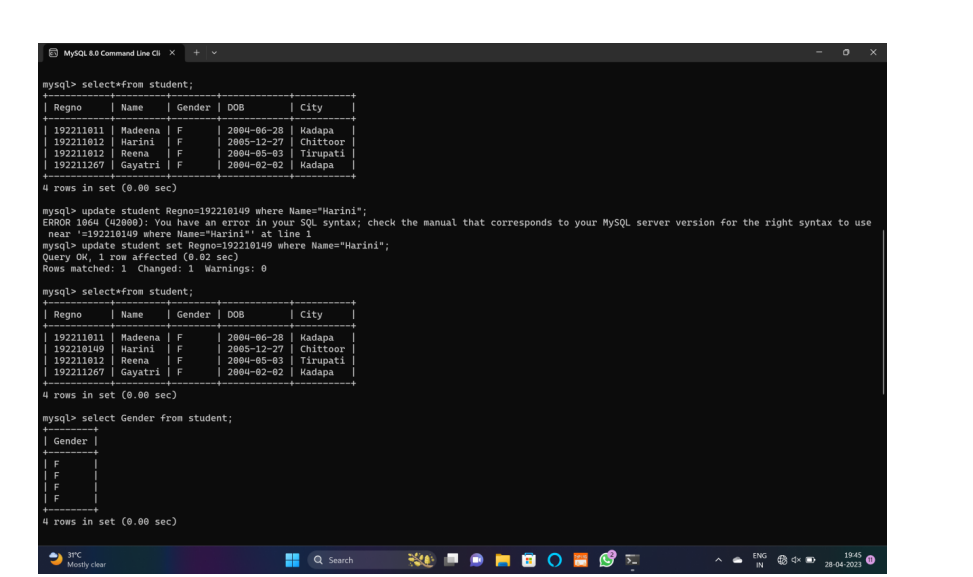 MySQL 8.0 Command Line Cli
mysql> select*from student;
+-----------+---------+--------+------------+----------+
| Regno     | Name    | Gender | DOB        | City     |
+-----------+---------+--------+------------+----------+
| 192211011 | Madeena | F      | 2004-06-28 | Kadapa   |
| 192211012 | Harini  | F      | 2005-12-27 | Chittoor |
| 192211012 | Reena   | F      | 2004-05-03 | Tirupati |
| 192211267 | Gayatri | F      | 2004-02-02 | Kadapa   |
+-----------+---------+--------+------------+----------+
4 rows in set (0.00 sec)
mysql> update student Regno=192210149 where Name="Harini";
ERROR 1064 (42000): You have an error in your SQL syntax; check the manual that corresponds to your MySQL server version for the right syntax to use
near '=192210149 where Name="Harini"' at line 1
mysql> update student set Regno=192210149 where Name="Harini";
Query OK, 1 row affected (0.02 sec)
Rows matched: 1  Changed: 1  Warnings: 0
mysql> select*from student;
+-----------+---------+--------+------------+----------+
| Regno     | Name    | Gender | DOB        | City     |
+-----------+---------+--------+------------+----------+
| 192211011 | Madeena | F      | 2004-06-28 | Kadapa   |
| 192210149 | Harini  | F      | 2005-12-27 | Chittoor |
| 192211012 | Reena   | F      | 2004-05-03 | Tirupati |
| 192211267 | Gayatri | F      | 2004-02-02 | Kadapa   |
+-----------+---------+--------+------------+----------+
4 rows in set (0.00 sec)
mysql> select Gender from student;
+--------+
| Gender |
+--------+
| F      |
| F      |
| F      |
| F      |
+--------+
4 rows in set (0.00 sec)
31°C
Mostly clear
Search
ENG
IN
19:45
28-04-2023